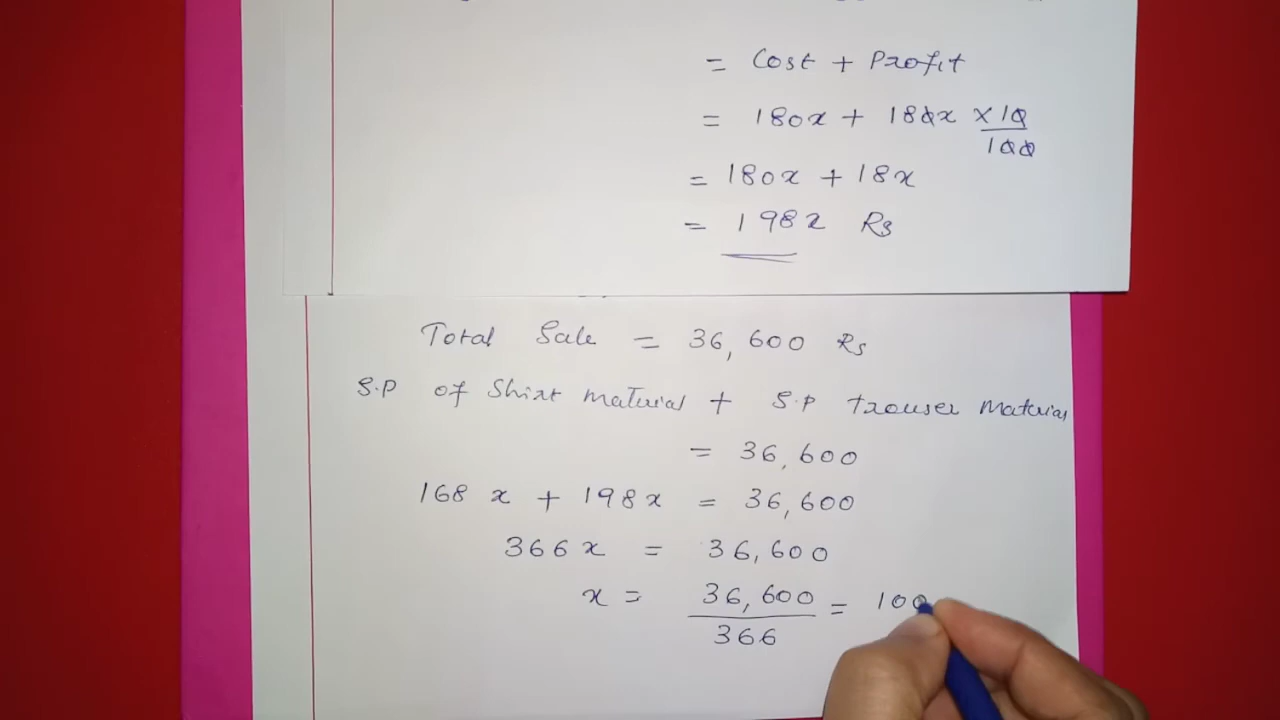 = Cost + Profit
= 180x + 180x × 10/100
= 180x + 18x
= 198x Rs
Total Sale = 36,600 Rs
S.P of Shirt material + S.P trouser Material
= 36,600
168 x + 198x = 36,600
366x = 36,600
x = 36,600/366 = 100